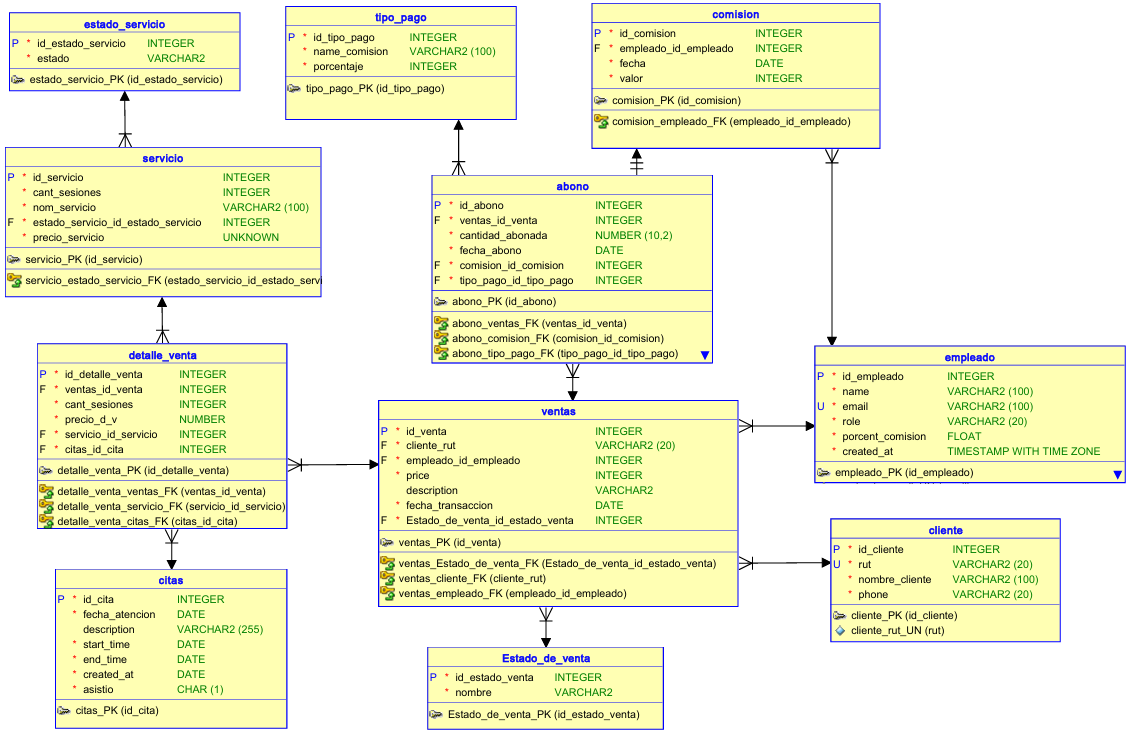 estado_servicio
P * id_estado_servicio INTEGER
* estado VARCHAR2
estado_servicio_PK (id_estado_servicio)
tipo_pago
P * id_tipo_pago INTEGER
* name_comision VARCHAR2 (100)
* porcentaje INTEGER
tipo_pago_PK (id_tipo_pago)
comision
P * id_comision INTEGER
F * empleado_id_empleado INTEGER
* fecha DATE
* valor INTEGER
comision_PK (id_comision)
comision_empleado_FK (empleado_id_empleado)
servicio
P * id_servicio INTEGER
* cant_sesiones INTEGER
* nom_servicio VARCHAR2 (100)
F * estado_servicio_id_estado_servicio INTEGER
* precio_servicio UNKNOWN
servicio_PK (id_servicio)
servicio_estado_servicio_FK (estado_servicio_id_estado_servi
abono
P * id_abono INTEGER
F * ventas_id_venta INTEGER
* cantidad_abonada NUMBER (10,2)
* fecha_abono DATE
F * comision_id_comision INTEGER
F * tipo_pago_id_tipo_pago INTEGER
abono_PK (id_abono)
abono_ventas_FK (ventas_id_venta)
abono_comision_FK (comision_id_comision)
abono_tipo_pago_FK (tipo_pago_id_tipo_pago)
detalle_venta
P * id_detalle_venta INTEGER
F * ventas_id_venta INTEGER
* cant_sesiones INTEGER
* precio_d_v NUMBER
F * servicio_id_servicio INTEGER
F * citas_id_cita INTEGER
detalle_venta_PK (id_detalle_venta)
detalle_venta_ventas_FK (ventas_id_venta)
detalle_venta_servicio_FK (servicio_id_servicio)
detalle_venta_citas_FK (citas_id_cita)
empleado
P * id_empleado INTEGER
* name VARCHAR2 (100)
U * email VARCHAR2 (100)
* role VARCHAR2 (20)
* porcent_comision FLOAT
* created_at TIMESTAMP WITH TIME ZONE
empleado_PK (id_empleado)
ventas
P * id_venta INTEGER
F * cliente_rut VARCHAR2 (20)
F * empleado_id_empleado INTEGER
* price INTEGER
description VARCHAR2
* fecha_transaccion DATE
F * Estado_de_venta_id_estado_venta INTEGER
ventas_PK (id_venta)
ventas_Estado_de_venta_FK (Estado_de_venta_id_estado_venta)
ventas_cliente_FK (cliente_rut)
ventas_empleado_FK (empleado_id_empleado)
cliente
P * id_cliente INTEGER
U * rut VARCHAR2 (20)
* nombre_cliente VARCHAR2 (100)
* phone VARCHAR2 (20)
cliente_PK (id_cliente)
cliente_rut_UN (rut)
citas
P * id_cita INTEGER
* fecha_atencion DATE
description VARCHAR2 (255)
* start_time DATE
* end_time DATE
* created_at DATE
* asistio CHAR (1)
citas_PK (id_cita)
Estado_de_venta
P * id_estado_venta INTEGER
* nombre VARCHAR2
Estado_de_venta_PK (id_estado_venta)